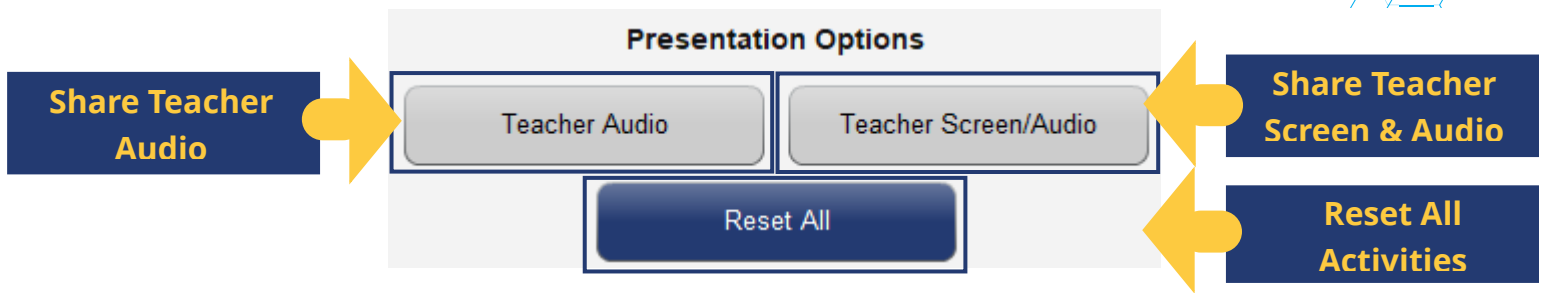 Presentation Options
Share Teacher
Audio
Teacher Audio
Teacher Screen/Audio
Share Teacher
Screen & Audio
Reset All
Reset All
Activities